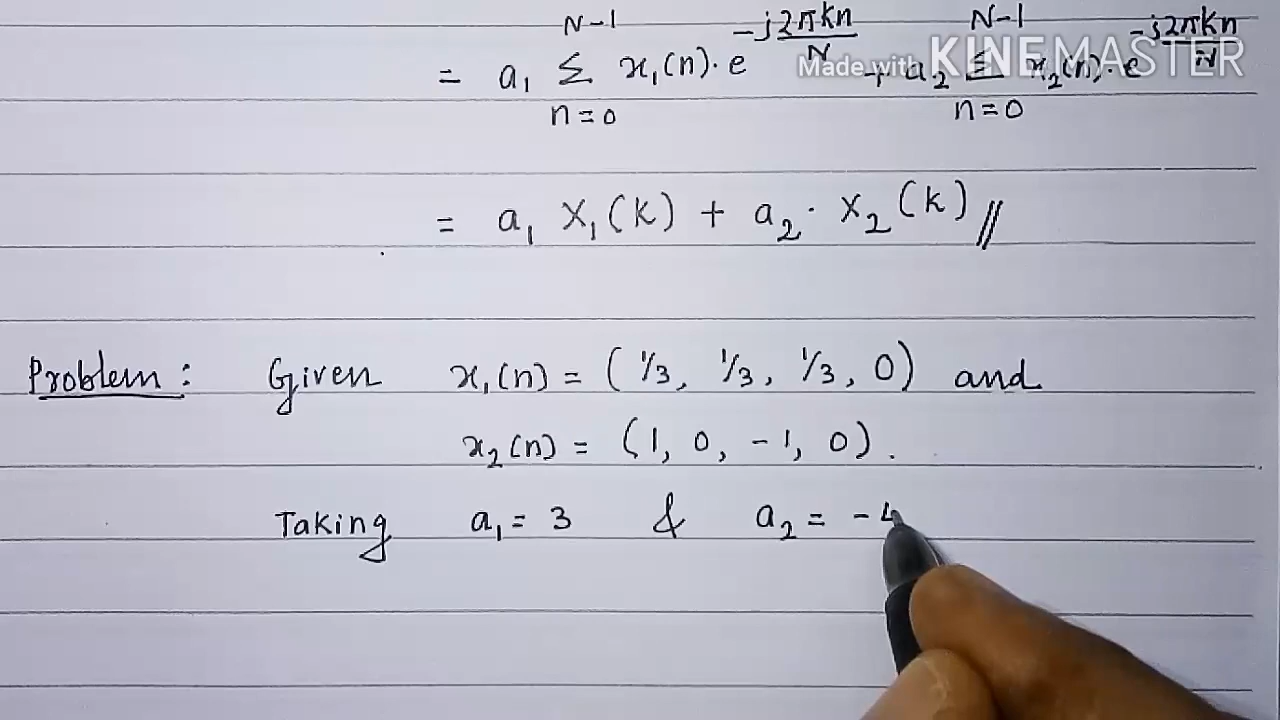 = a₁ Σ_{n=0}^{N-1} x₁(n)·e^{-j2πkn/N} + a₂ Σ_{n=0}^{N-1} x₂(n)·e^{-j2πkn/N}
Made with KINEMASTER
= a₁ X₁(k) + a₂· X₂(k) //
Problem: Given x₁(n) = (1/3, 1/3, 1/3, 0) and
x₂(n) = (1, 0, -1, 0).
Taking a₁ = 3 & a₂ = -4